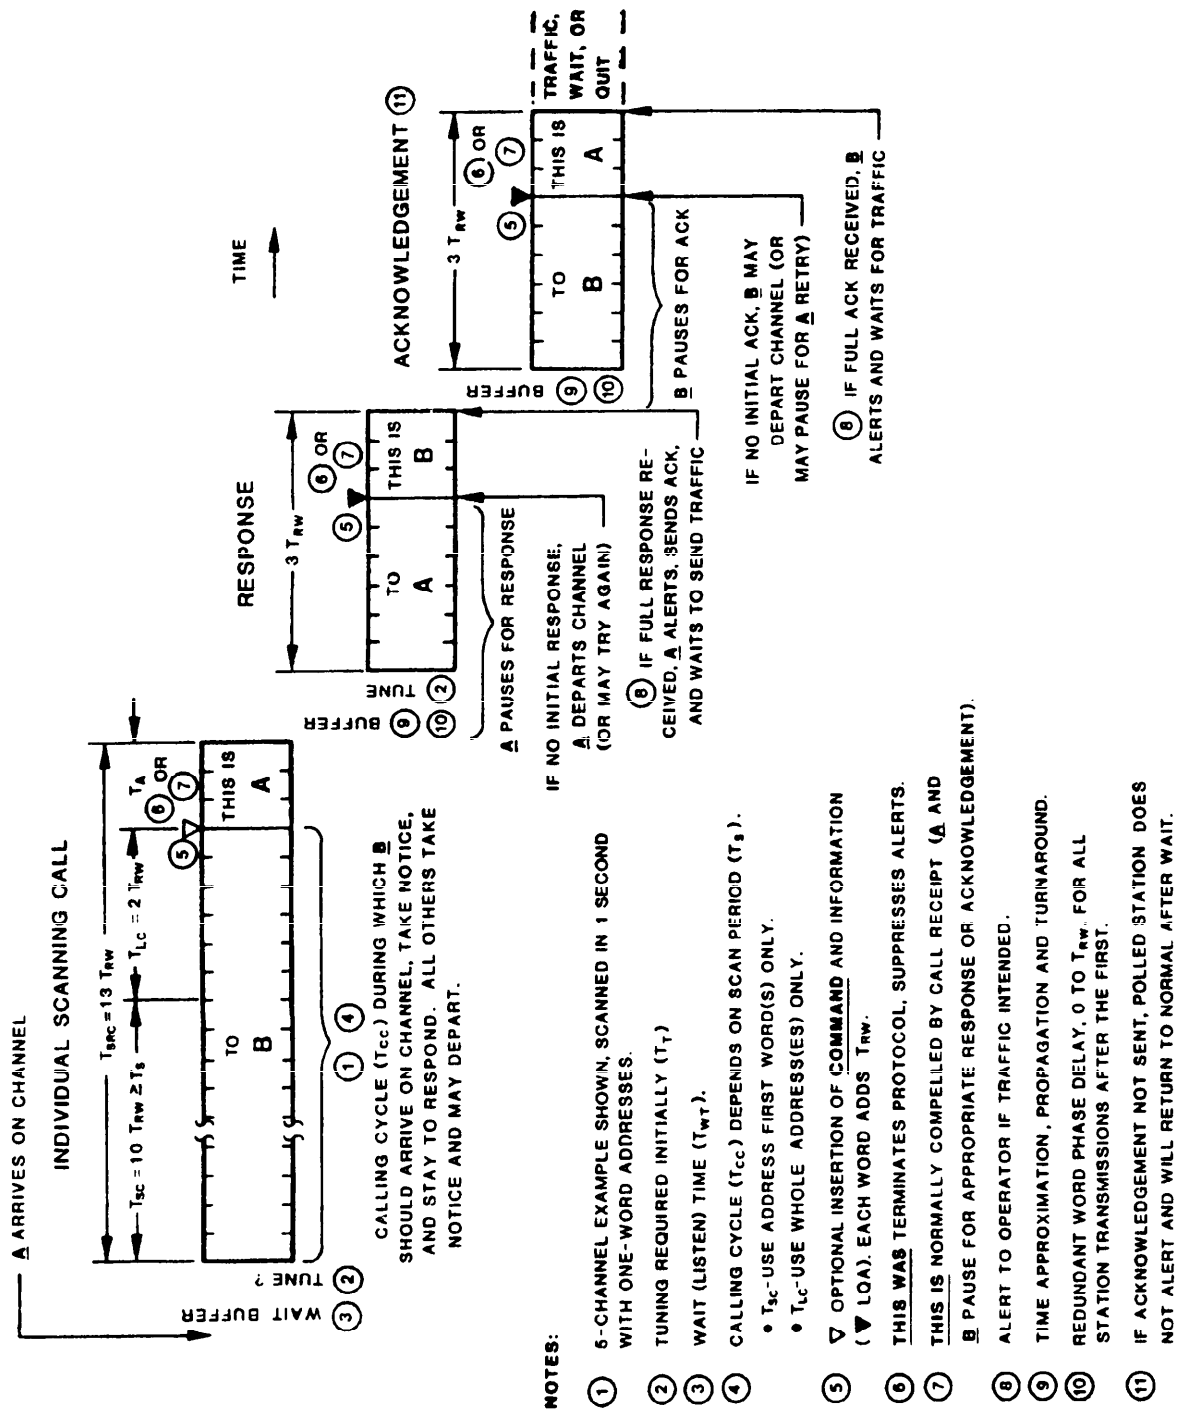 A ARRIVES ON CHANNEL
INDIVIDUAL SCANNING CALL
T_SRC = 13 T_RW
T_SC = 10 T_RW ≥ T_S
T_LC = 2 T_RW
T_A
⑤
⑥ OR
⑦
③ WAIT BUFFER
② TUNE ?
TO
B
THIS IS
A
① ④
CALLING CYCLE (T_CC) DURING WHICH B
SHOULD ARRIVE ON CHANNEL, TAKE NOTICE,
AND STAY TO RESPOND. ALL OTHERS TAKE
NOTICE AND MAY DEPART.
TIME
RESPONSE
3 T_RW
⑤
⑥ OR
⑦
BUFFER
⑨
⑩
TUNE
②
TO
A
THIS IS
B
A PAUSES FOR RESPONSE
IF NO INITIAL RESPONSE,
A DEPARTS CHANNEL
(OR MAY TRY AGAIN)
⑧ IF FULL RESPONSE RE-
CEIVED, A ALERTS, SENDS ACK,
AND WAITS TO SEND TRAFFIC
ACKNOWLEDGEMENT ⑪
3 T_RW
⑤
⑥ OR
⑦
BUFFER
⑨
⑩
TO
B
THIS IS
A
TRAFFIC,
WAIT, OR
QUIT
B PAUSES FOR ACK
IF NO INITIAL ACK, B MAY
DEPART CHANNEL (OR
MAY PAUSE FOR A RETRY)
⑧ IF FULL ACK RECEIVED, B
ALERTS AND WAITS FOR TRAFFIC
NOTES:
① 5-CHANNEL EXAMPLE SHOWN, SCANNED IN 1 SECOND
WITH ONE-WORD ADDRESSES.
② TUNING REQUIRED INITIALLY (T_T)
③ WAIT (LISTEN) TIME (T_WT).
④ CALLING CYCLE (T_CC) DEPENDS ON SCAN PERIOD (T_S).
• T_SC-USE ADDRESS FIRST WORD(S) ONLY.
• T_LC-USE WHOLE ADDRESS(ES) ONLY.
⑤ ▽ OPTIONAL INSERTION OF COMMAND AND INFORMATION
(▼ LQA). EACH WORD ADDS T_RW.
⑥ THIS WAS TERMINATES PROTOCOL, SUPPRESSES ALERTS.
⑦ THIS IS NORMALLY COMPELLED BY CALL RECEIPT (A AND
B PAUSE FOR APPROPRIATE RESPONSE OR ACKNOWLEDGEMENT).
⑧ ALERT TO OPERATOR IF TRAFFIC INTENDED.
⑨ TIME APPROXIMATION, PROPAGATION AND TURNAROUND.
⑩ REDUNDANT WORD PHASE DELAY, 0 TO T_RW, FOR ALL
STATION TRANSMISSIONS AFTER THE FIRST.
⑪ IF ACKNOWLEDGEMENT NOT SENT, POLLED STATION DOES
NOT ALERT AND WILL RETURN TO NORMAL AFTER WAIT.